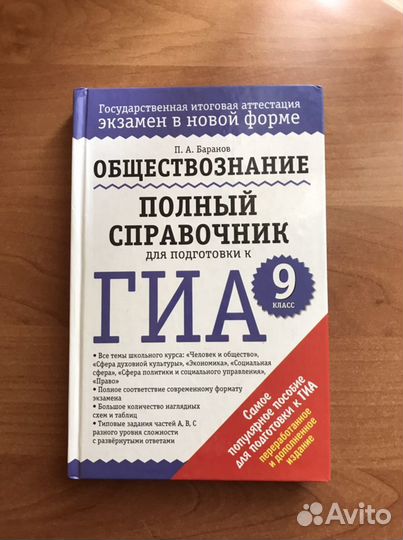 Государственная итоговая аттестация
экзамен в новой форме
П. А. Баранов
ОБЩЕСТВОЗНАНИЕ
ПОЛНЫЙ
СПРАВОЧНИК
для подготовки к
ГИА
9
КЛАСС
• Все темы школьного курса: «Человек и общество»,
«Сфера духовной культуры», «Экономика», «Социальная
сфера», «Сфера политики и социального управления»,
«Право»
• Полное соответствие современному формату
экзамена
• Большое количество наглядных
схем и таблиц
• Типовые задания частей А, В, С
разного уровня сложности
с развёрнутыми ответами
Самое
популярное пособие
для подготовки к ГИА
переработанное
и дополненное
издание
Avito